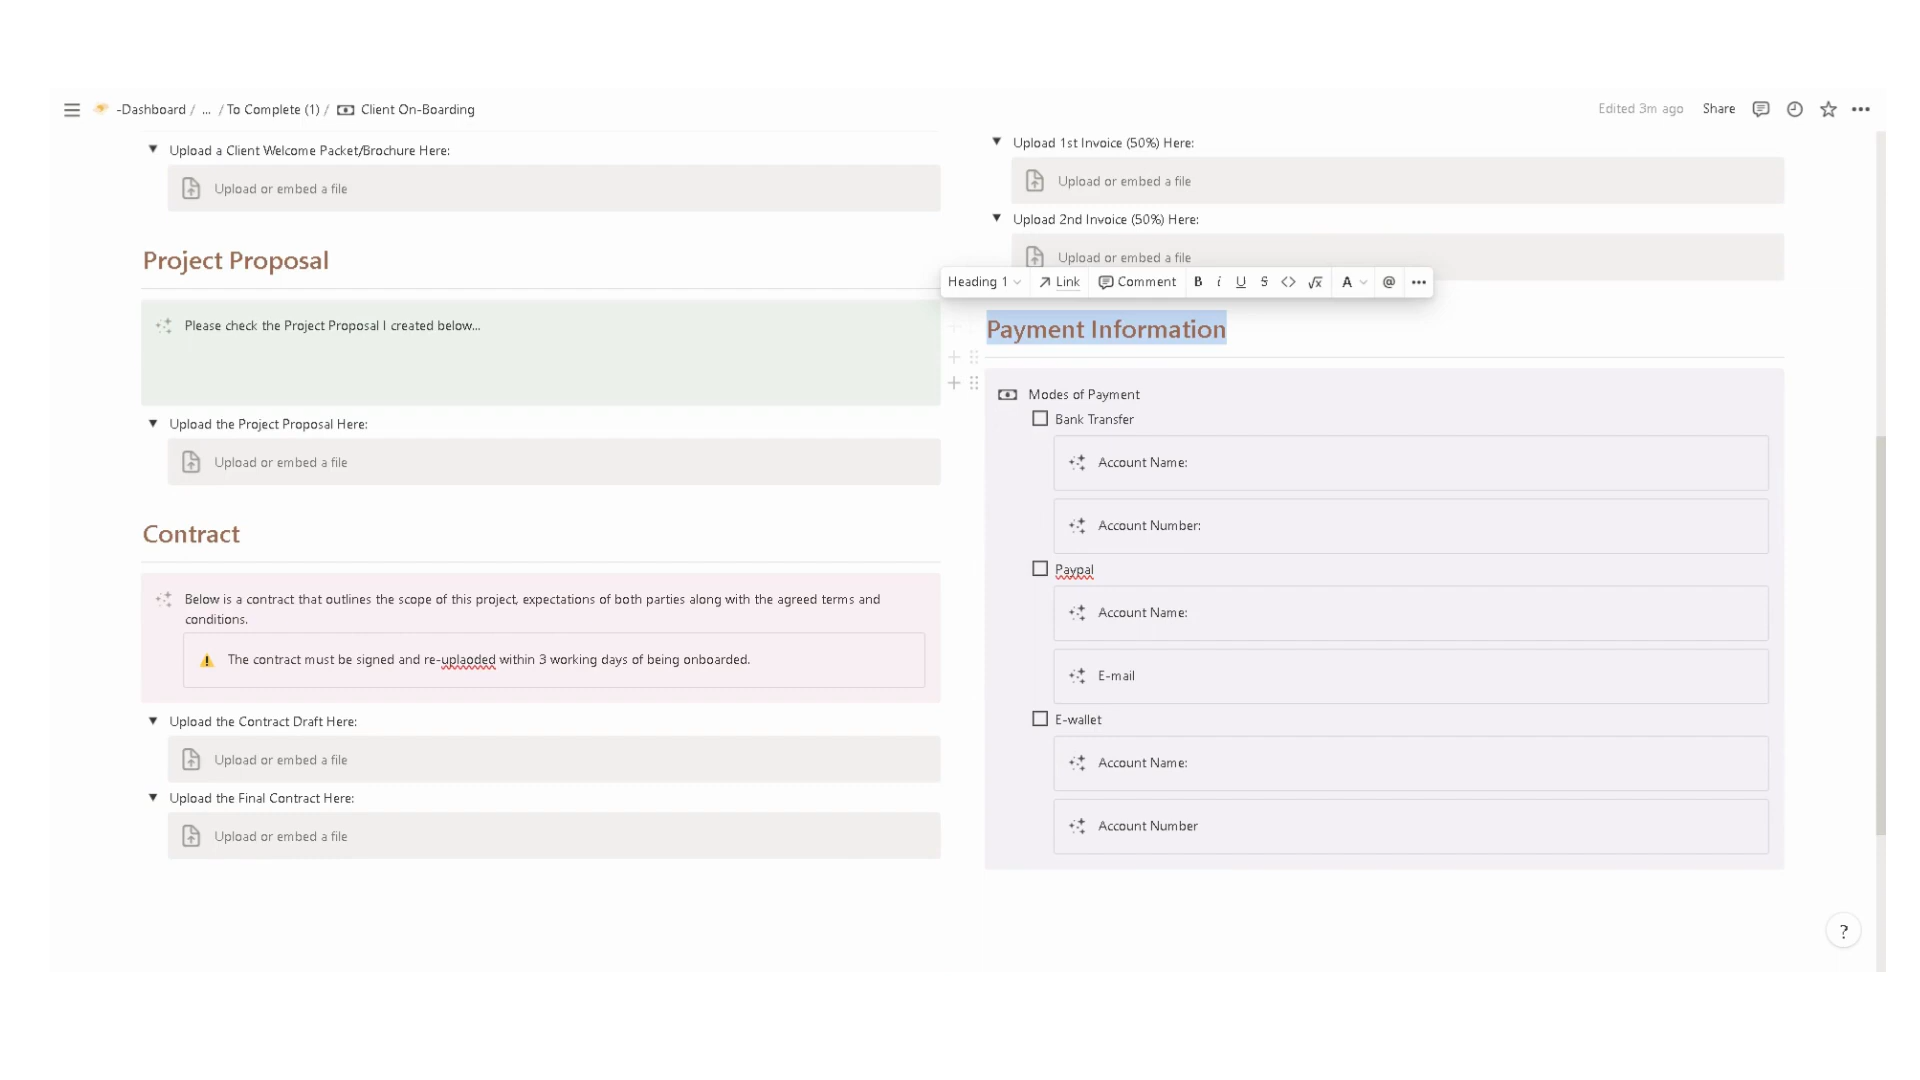 -Dashboard / ... / To Complete (1) / Client On-Boarding
Edited 3m ago Share
Upload a Client Welcome Packet/Brochure Here:
Upload or embed a file
Project Proposal
Please check the Project Proposal I created below...
Upload the Project Proposal Here:
Upload or embed a file
Contract
Below is a contract that outlines the scope of this project, expectations of both parties along with the agreed terms and
conditions.
The contract must be signed and re-uplaoded within 3 working days of being onboarded.
Upload the Contract Draft Here:
Upload or embed a file
Upload the Final Contract Here:
Upload or embed a file
Upload 1st Invoice (50%) Here:
Upload or embed a file
Upload 2nd Invoice (50%) Here:
Upload or embed a file
Heading 1 Link Comment B i U S <> √x A @ •••
Payment Information
Modes of Payment
Bank Transfer
Account Name:
Account Number:
Paypal
Account Name:
E-mail
E-wallet
Account Name:
Account Number
?